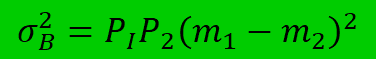 σ_B^2 = P_I P_2 (m_1 − m_2)^2